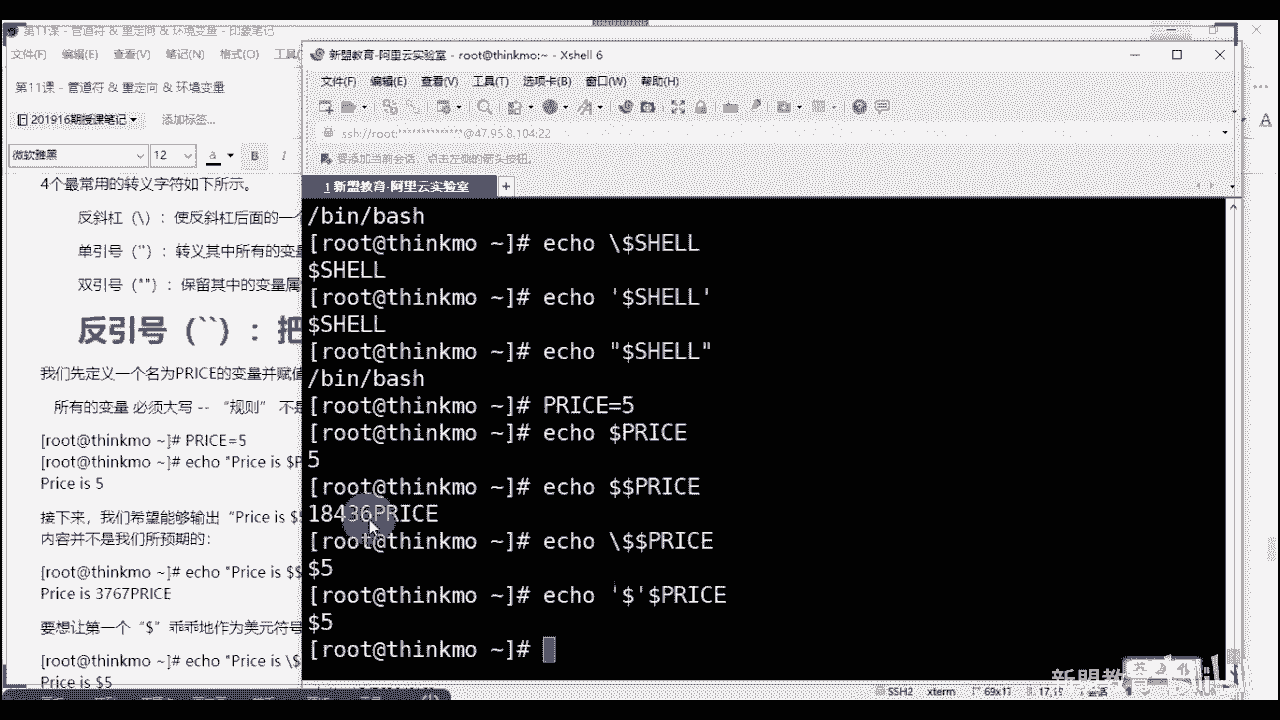 第11课 - 管道符 & 重定向 & 环境变量 - 印象笔记
文件(F) 编辑(E) 查看(V) 笔记(N) 格式(O) 工具(
第11课 - 管道符 & 重定向 & 环境变量
201916期授课笔记 添加标签...
微软雅黑 12 a B I
4个最常用的转义字符如下所示。
反斜杠（\）：使反斜杠后面的一个
单引号（''）：转义其中所有的变量
双引号（""）：保留其中的变量属
反引号（``）：把
我们先定义一个名为PRICE的变量并赋值
所有的变量 必须大写 -- “规则” 不是
[root@thinkmo ~]# PRICE=5
[root@thinkmo ~]# echo "Price is $P
Price is 5
接下来，我们希望能够输出“Price is $5
内容并不是我们所预期的：
[root@thinkmo ~]# echo "Price is $$
Price is 3767PRICE
要想让第一个“$”乖乖地作为美元符号
[root@thinkmo ~]# echo "Price is \$
Price is $5
新盟教育-阿里云实验室 - root@thinkmo:~ - Xshell 6
文件(F) 编辑(E) 查看(V) 工具(T) 选项卡(B) 窗口(W) 帮助(H)
ssh://root:**************@47.95.8.104:22
要添加当前会话，点击左侧的箭头按钮。
1 新盟教育-阿里云实验室 +
/bin/bash
[root@thinkmo ~]# echo \$SHELL
$SHELL
[root@thinkmo ~]# echo '$SHELL'
$SHELL
[root@thinkmo ~]# echo "$SHELL"
/bin/bash
[root@thinkmo ~]# PRICE=5
[root@thinkmo ~]# echo $PRICE
5
[root@thinkmo ~]# echo $$PRICE
18436PRICE
[root@thinkmo ~]# echo \$$PRICE
$5
[root@thinkmo ~]# echo '$'$PRICE
$5
[root@thinkmo ~]#
SSH2 xterm 69x17
新盟教育